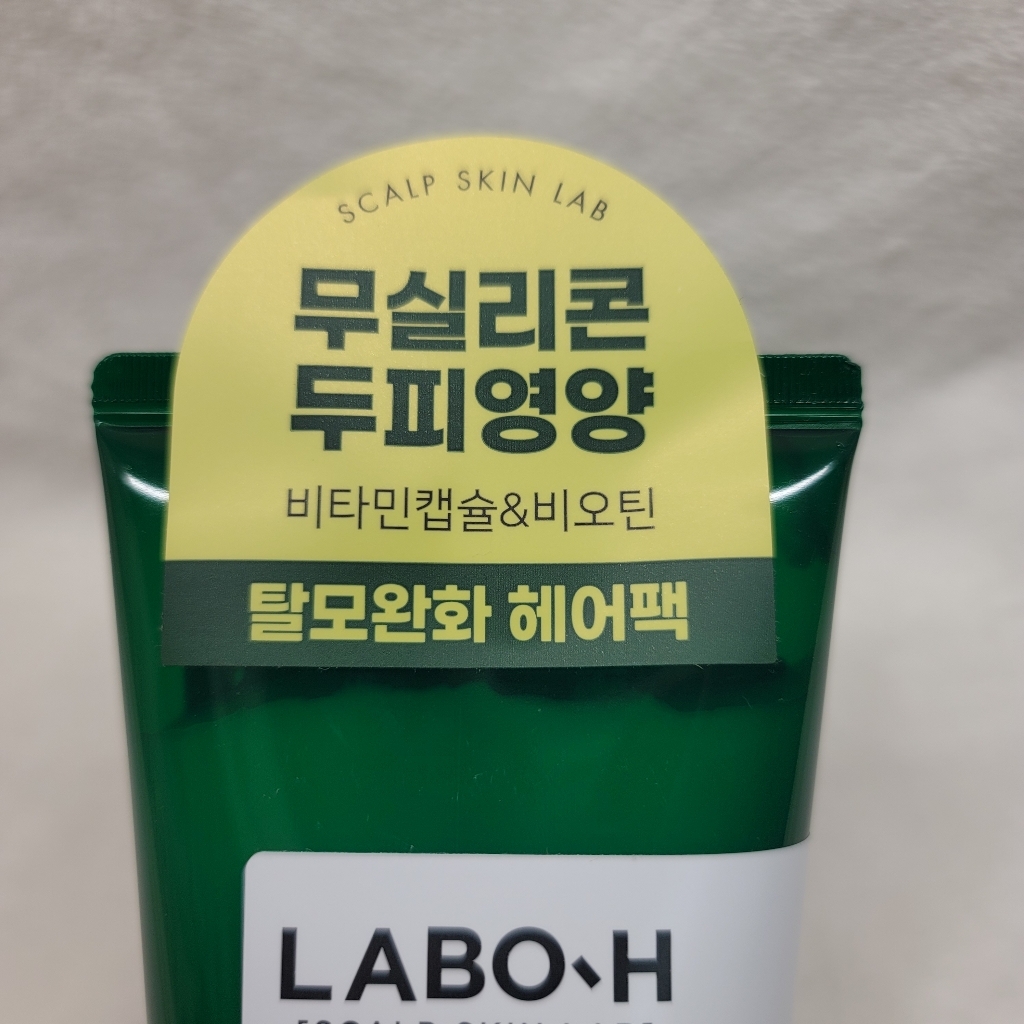 SCALP SKIN LAB
무실리콘
두피영양
비타민캡슐&비오틴
탈모완화 헤어팩
LABO-H